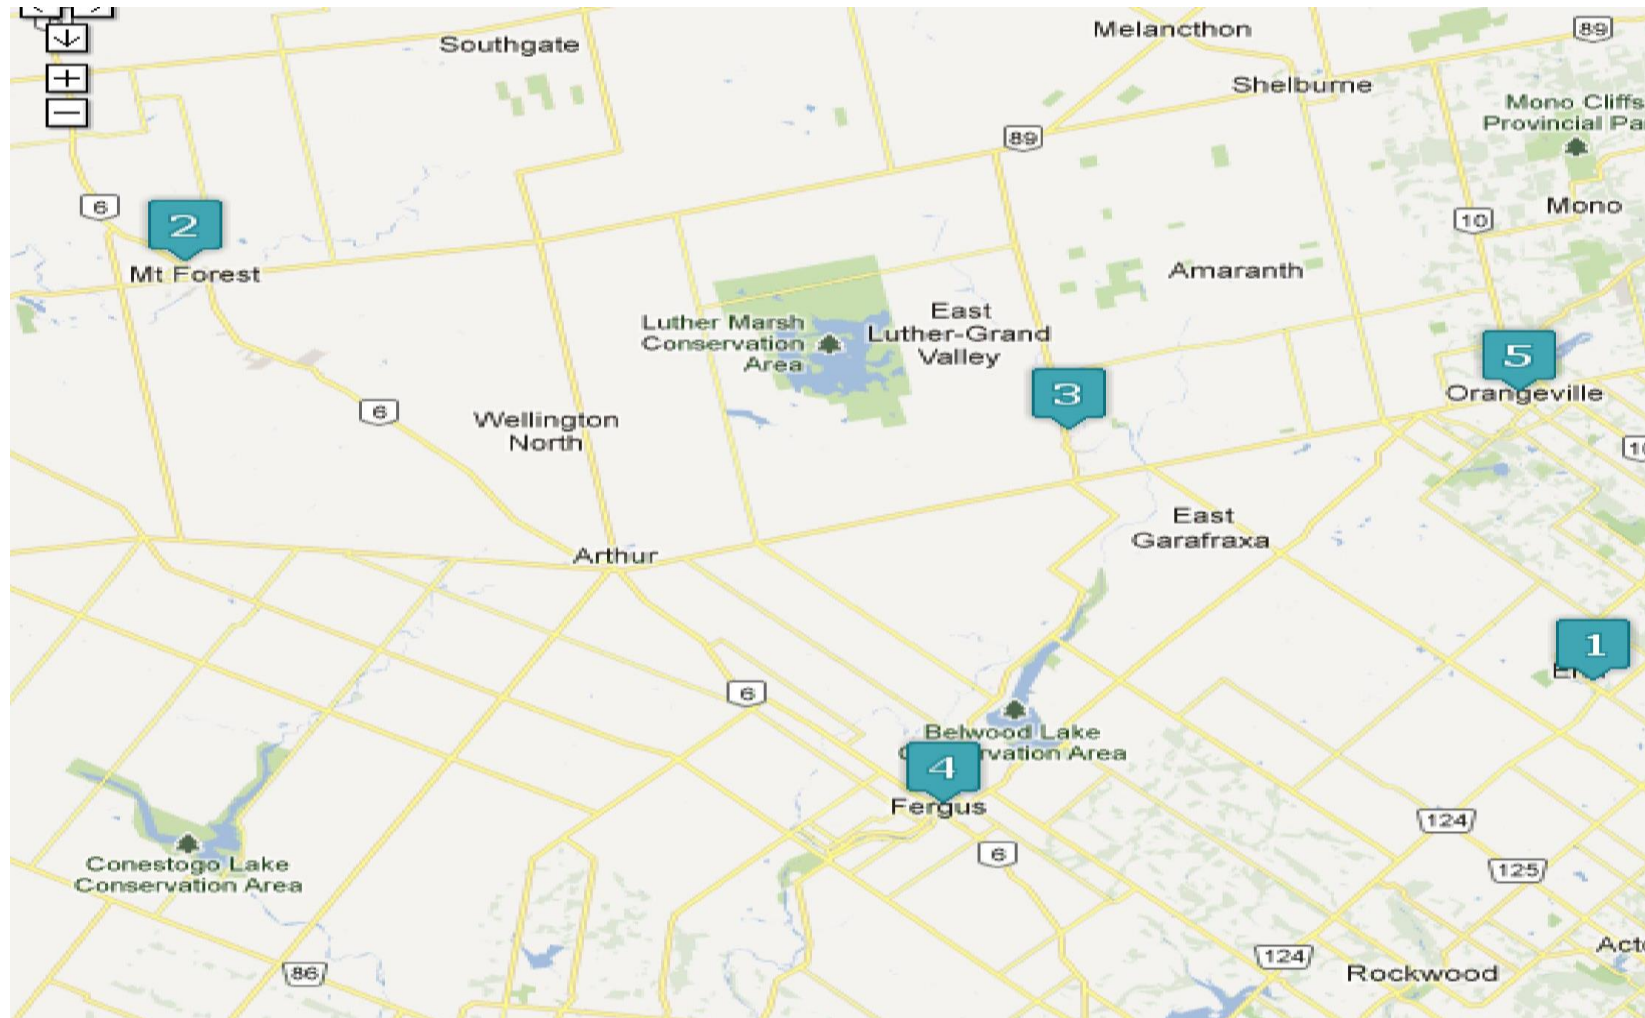 Melancthon
89
Southgate
+
Shelburne
−
Mono Cliffs
Provincial
89
6
Mono
2
10
Mt Forest
Amaranth
East
Luther-Grand
Valley
Luther Marsh
Conservation
Area
5
3
Orangeville
6
Wellington
North
East
Garafraxa
Arthur
1
6
Belwood Lake
Area
4
Fergus
124
6
Conestogo Lake
Conservation Area
125
124
Rockwood
86